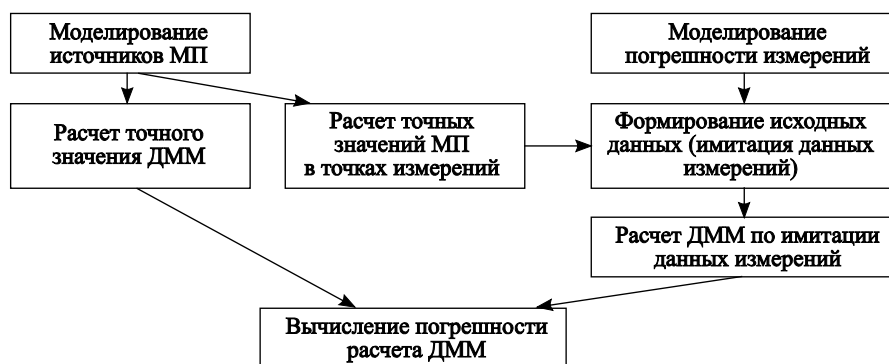 Моделирование
источников МП
Моделирование
погрешности измерений
Расчет точного
значения ДММ
Расчет точных
значений МП
в точках измерений
Формирование исходных
данных (имитация данных
измерений)
Расчет ДММ по имитации
данных измерений
Вычисление погрешности
расчета ДММ